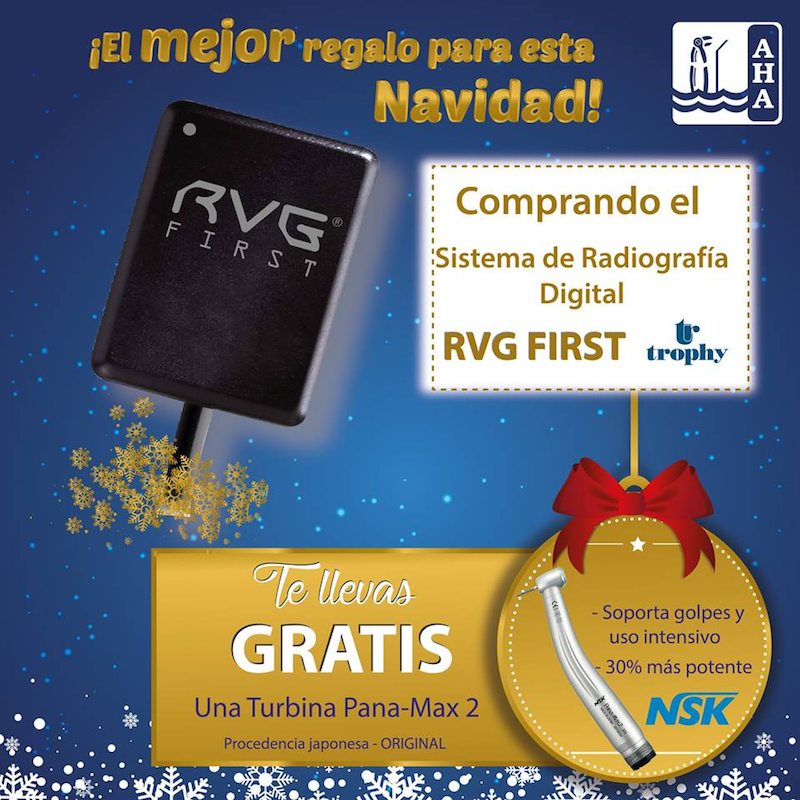 ¡El mejor regalo para esta
Navidad!
AHA
RVG®
FIRST
Comprando el
Sistema de Radiografía
Digital
RVG FIRST
tr
trophy
Te llevas
GRATIS
Una Turbina Pana-Max 2
Procedencia japonesa - ORIGINAL
- Soporta golpes y
uso intensivo
- 30% más potente
NSK